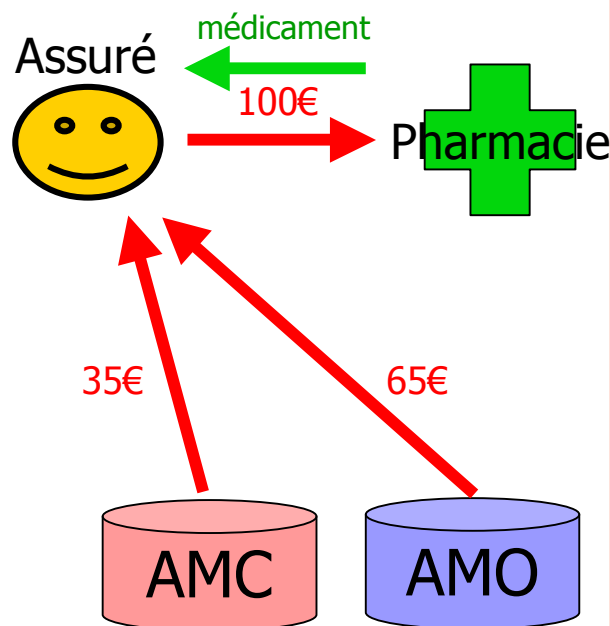 médicament
Assuré
100€
Pharmacie
35€
65€
AMC
AMO